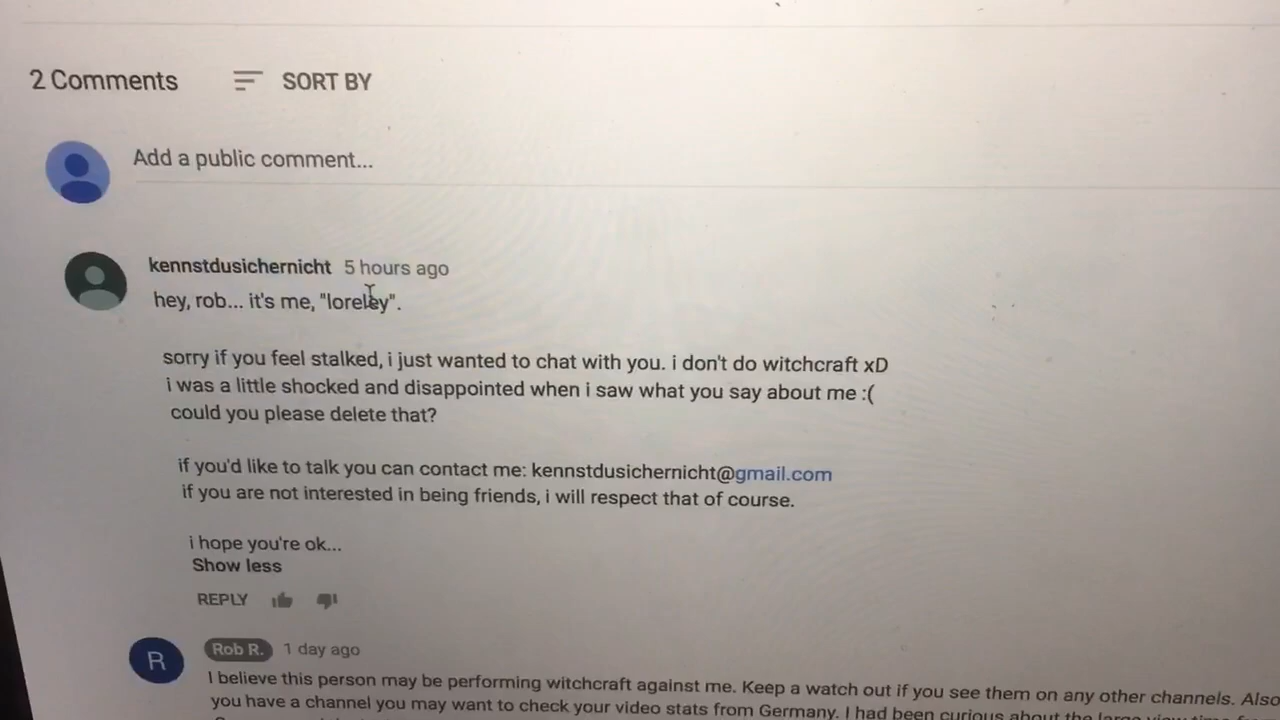 2 Comments
SORT BY
Add a public comment...
kennstdusichernicht 5 hours ago
hey, rob... it's me, "loreley".
sorry if you feel stalked, i just wanted to chat with you. i don't do witchcraft xD
i was a little shocked and disappointed when i saw what you say about me :(
could you please delete that?
if you'd like to talk you can contact me: kennstdusichernicht@gmail.com
if you are not interested in being friends, i will respect that of course.
i hope you're ok...
Show less
REPLY
R
Rob R. 1 day ago
I believe this person may be performing witchcraft against me. Keep a watch out if you see them on any other channels. Also
you have a channel you may want to check your video stats from Germany. I had been curious about the large